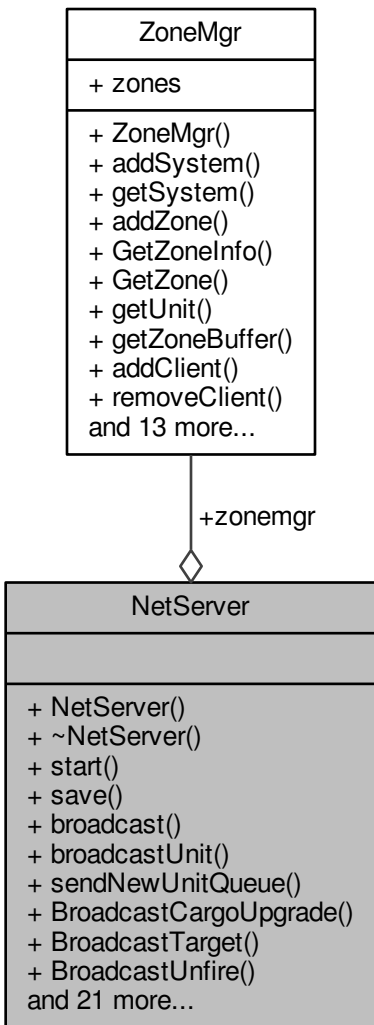 ZoneMgr
+ zones
+ ZoneMgr()
+ addSystem()
+ getSystem()
+ addZone()
+ GetZoneInfo()
+ GetZone()
+ getUnit()
+ getZoneBuffer()
+ addClient()
+ removeClient()
and 13 more...
+zonemgr
NetServer
+ NetServer()
+ ~NetServer()
+ start()
+ save()
+ broadcast()
+ broadcastUnit()
+ sendNewUnitQueue()
+ BroadcastCargoUpgrade()
+ BroadcastTarget()
+ BroadcastUnfire()
and 21 more...